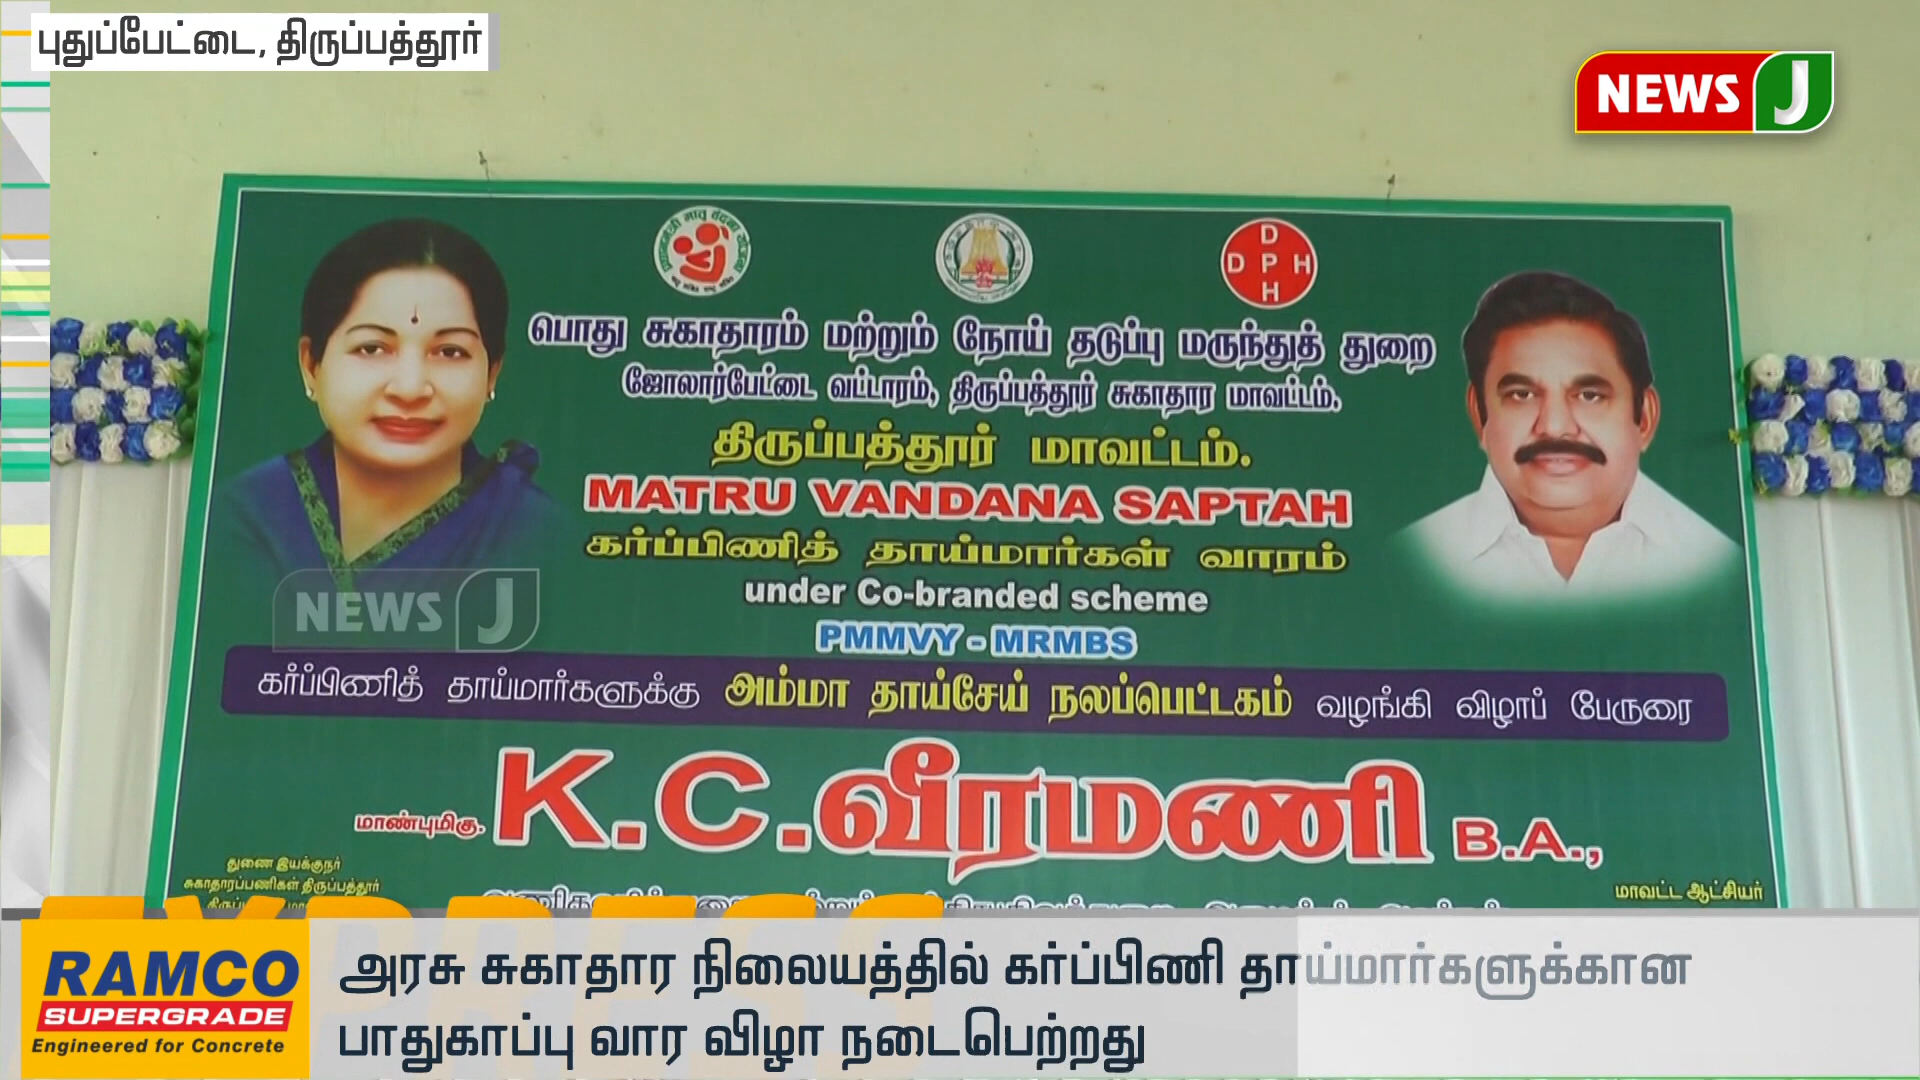 புதுப்பேட்டை, திருப்பத்தூர்
NEWS J
D
D P H
H
பொது சுகாதாரம் மற்றும் நோய் தடுப்பு மருந்துத் துறை
ஜோலார்பேட்டை வட்டாரம், திருப்பத்தூர் சுகாதார மாவட்டம்.
திருப்பத்தூர் மாவட்டம்.
MATRU VANDANA SAPTAH
கர்ப்பிணித் தாய்மார்கள் வாரம்
under Co-branded scheme
NEWS J
PMMVY - MRMBS
கர்ப்பிணித் தாய்மார்களுக்கு அம்மா தாய்சேய் நலப்பெட்டகம் வழங்கி விழாப் பேருரை
மாண்புமிகு. K.C.வீரமணி B.A.,
துணை இயக்குநர்
சுகாதாரப்பணிகள் திருப்பத்தூர்
மாவட்ட ஆட்சியர்
RAMCO
SUPERGRADE
Engineered for Concrete
அரசு சுகாதார நிலையத்தில் கர்ப்பிணி தாய்மார்களுக்கான
பாதுகாப்பு வார விழா நடைபெற்றது